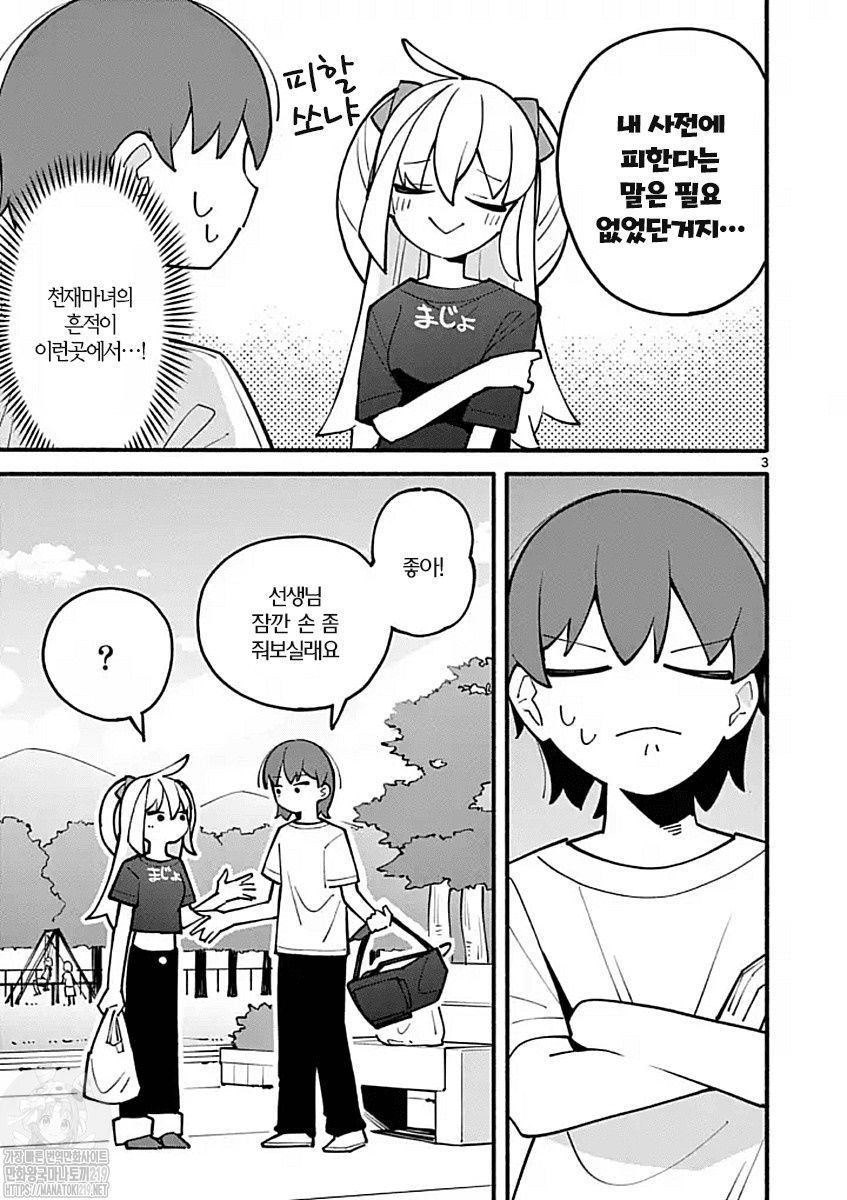 내 사전에
피한다는
말은 필요
없었단거지…
피할
쏘냐
まじょ
천재마녀의
흔적이
이런곳에서…!
3
좋아!
선생님
잠깐 손 좀
줘보실래요
?
まじょ
가장 빠른 번역만화사이트
만화왕국마나토끼219
HTTPS://MANATOKI219.NET